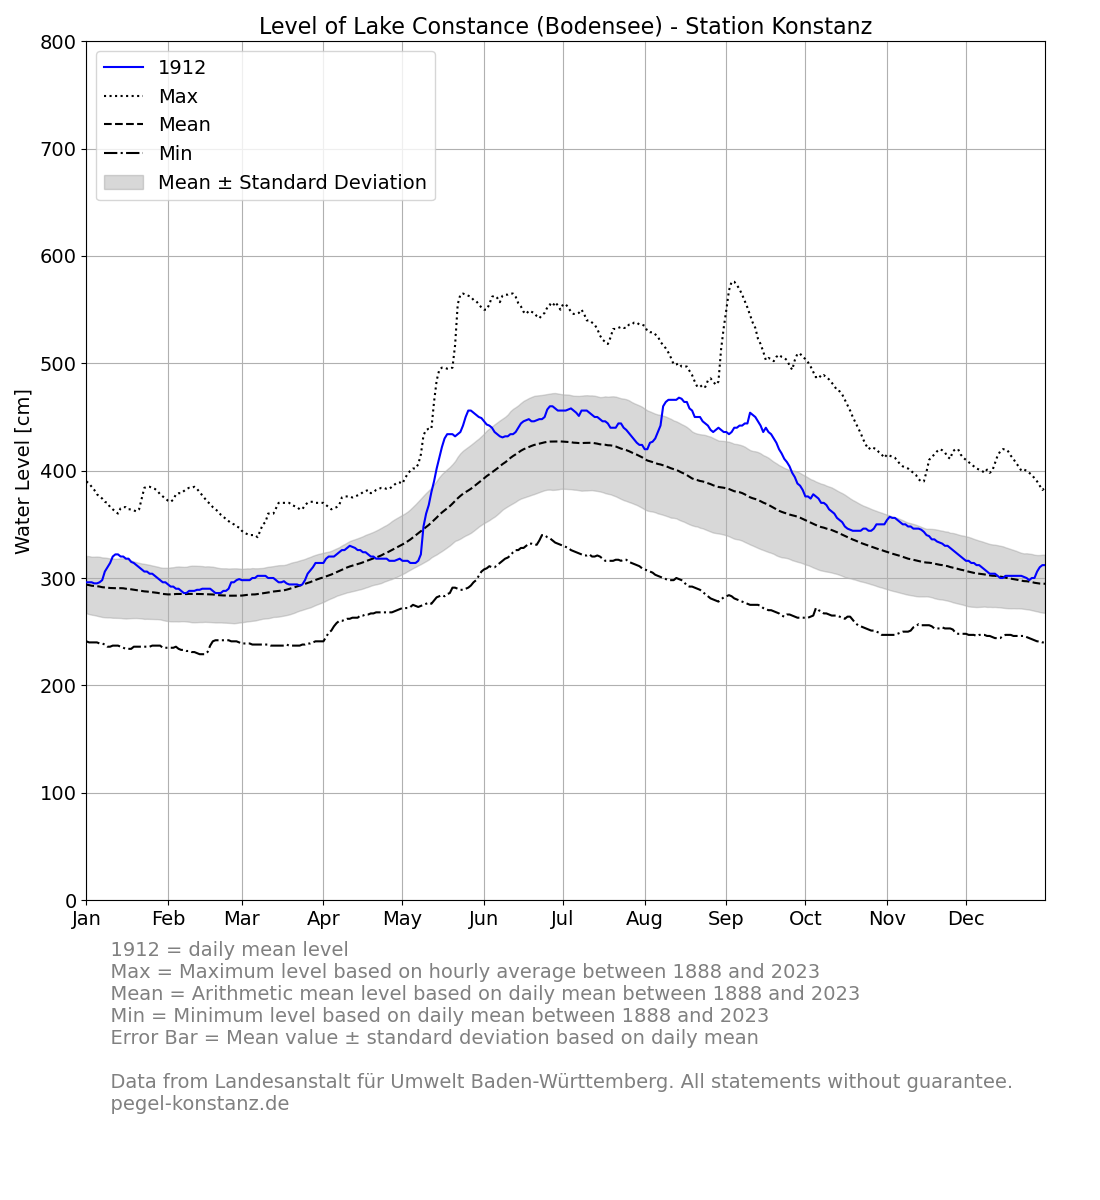 Level of Lake Constance (Bodensee) - Station Konstanz
800
700
600
500
400
300
200
100
0
Water Level [cm]
1912
Max
Mean
Min
Mean ± Standard Deviation
Jan Feb Mar Apr May Jun Jul Aug Sep Oct Nov Dec
1912 = daily mean level
Max = Maximum level based on hourly average between 1888 and 2023
Mean = Arithmetic mean level based on daily mean between 1888 and 2023
Min = Minimum level based on daily mean between 1888 and 2023
Error Bar = Mean value ± standard deviation based on daily mean
Data from Landesanstalt für Umwelt Baden-Württemberg. All statements without guarantee.
pegel-konstanz.de